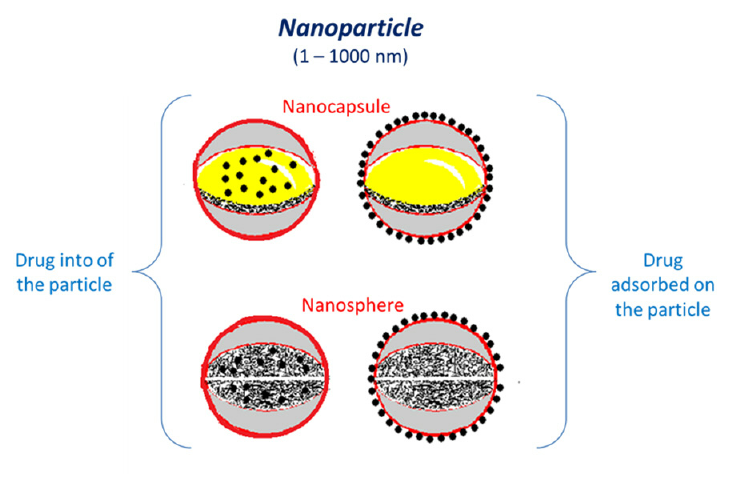 Nanoparticle
(1 – 1000 nm)
Nanocapsule
Drug into of
the particle
Drug
adsorbed on
the particle
Nanosphere